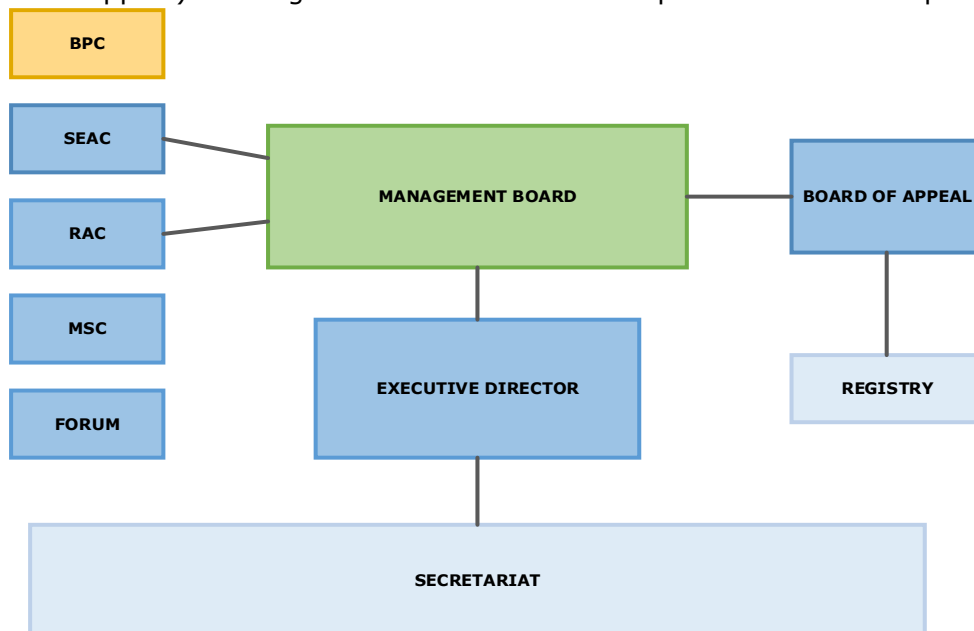 BPC
SEAC
MANAGEMENT BOARD
BOARD OF APPEAL
RAC
MSC
EXECUTIVE DIRECTOR
REGISTRY
FORUM
SECRETARIAT